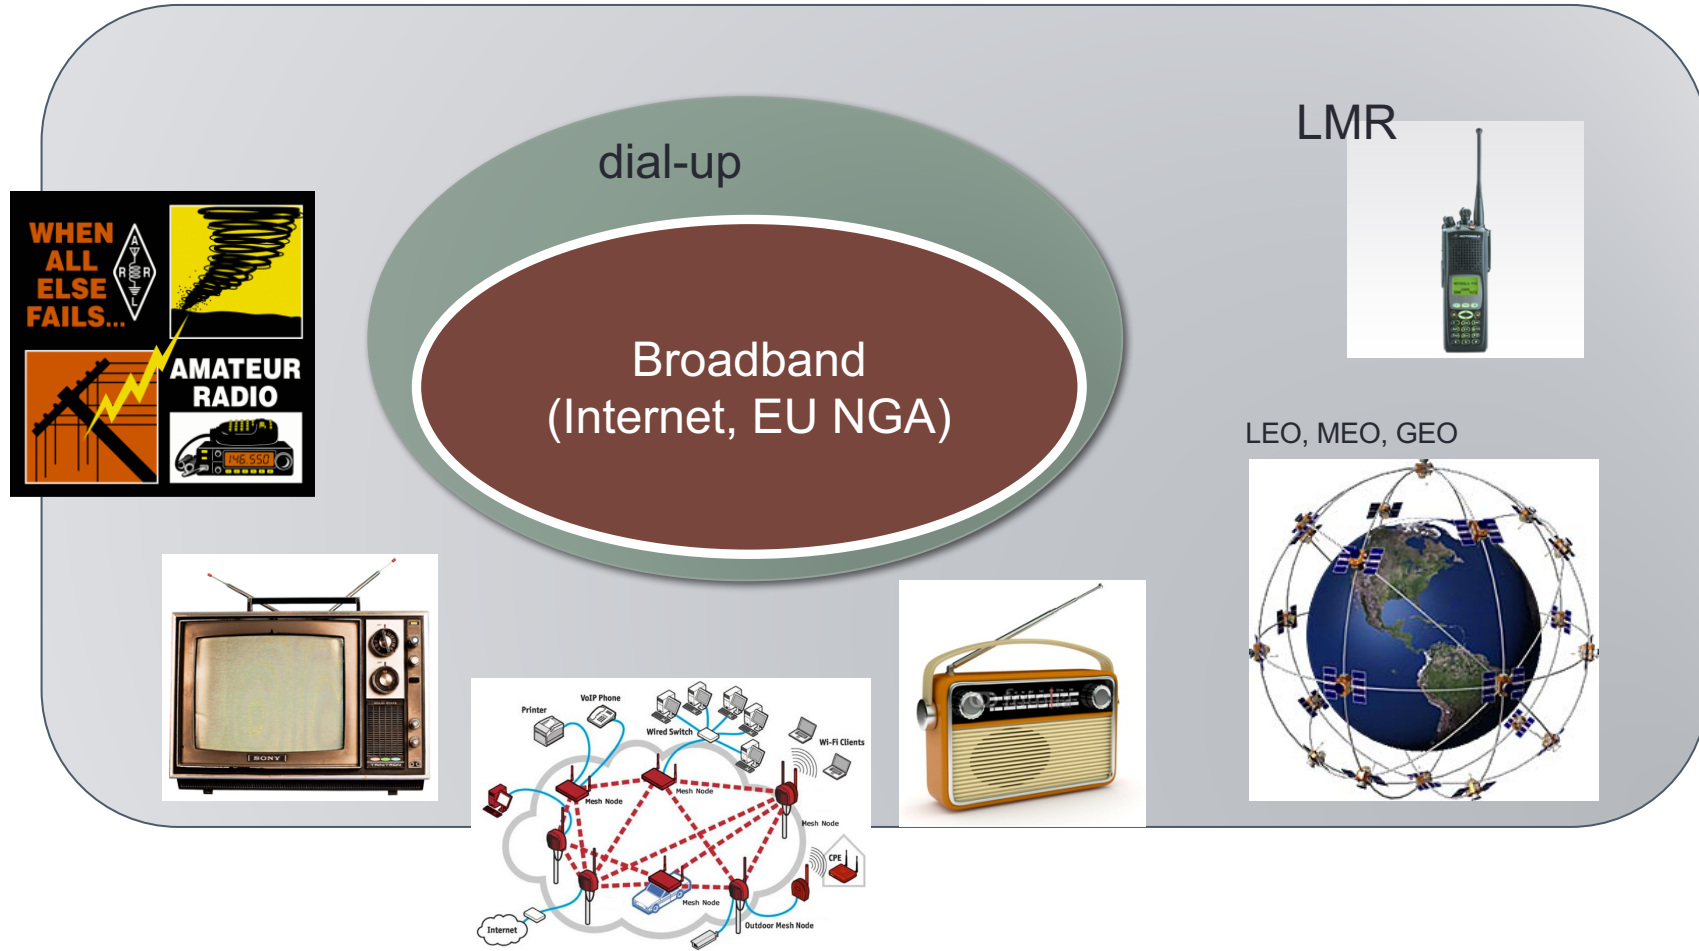 dial-up
LMR
WHEN
ALL
ELSE
FAILS...
A
R R
L
AMATEUR
RADIO
146.550
Broadband
(Internet, EU NGA)
LEO, MEO, GEO
SONY
VoIP Phone
Printer
Wired Switch
Wi-Fi Clients
Mesh Node
Mesh Node
Mesh Node
CPE
Mesh Node
Outdoor Mesh Node
Internet